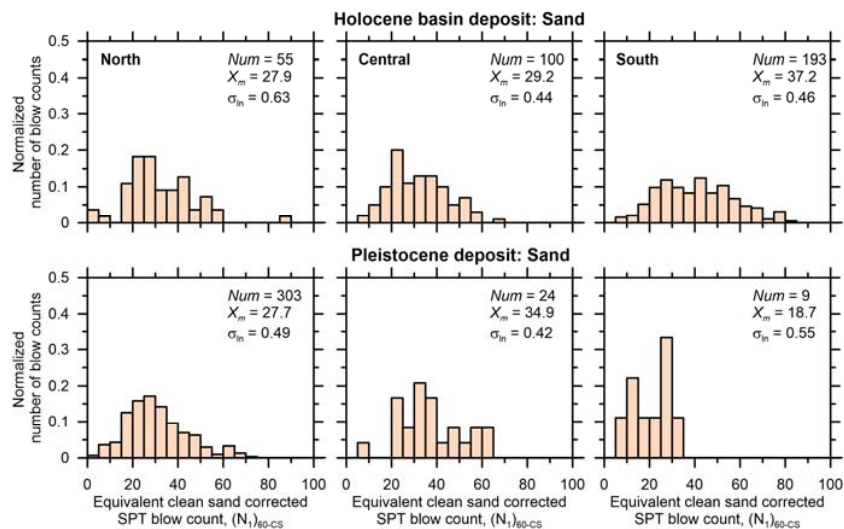 Holocene basin deposit: Sand
Normalized
number of blow counts
0.5
0.4
0.3
0.2
0.1
0
North
Num = 55
Xm = 27.9
σln = 0.63
Central
Num = 100
Xm = 29.2
σln = 0.44
South
Num = 193
Xm = 37.2
σln = 0.46
Pleistocene deposit: Sand
Normalized
number of blow counts
0.5
0.4
0.3
0.2
0.1
0
Num = 303
Xm = 27.7
σln = 0.49
Num = 24
Xm = 34.9
σln = 0.42
Num = 9
Xm = 18.7
σln = 0.55
0 20 40 60 80 100
0 20 40 60 80 100
0 20 40 60 80 100
Equivalent clean sand corrected
SPT blow count, (N1)60-CS
Equivalent clean sand corrected
SPT blow count, (N1)60-CS
Equivalent clean sand corrected
SPT blow count, (N1)60-CS